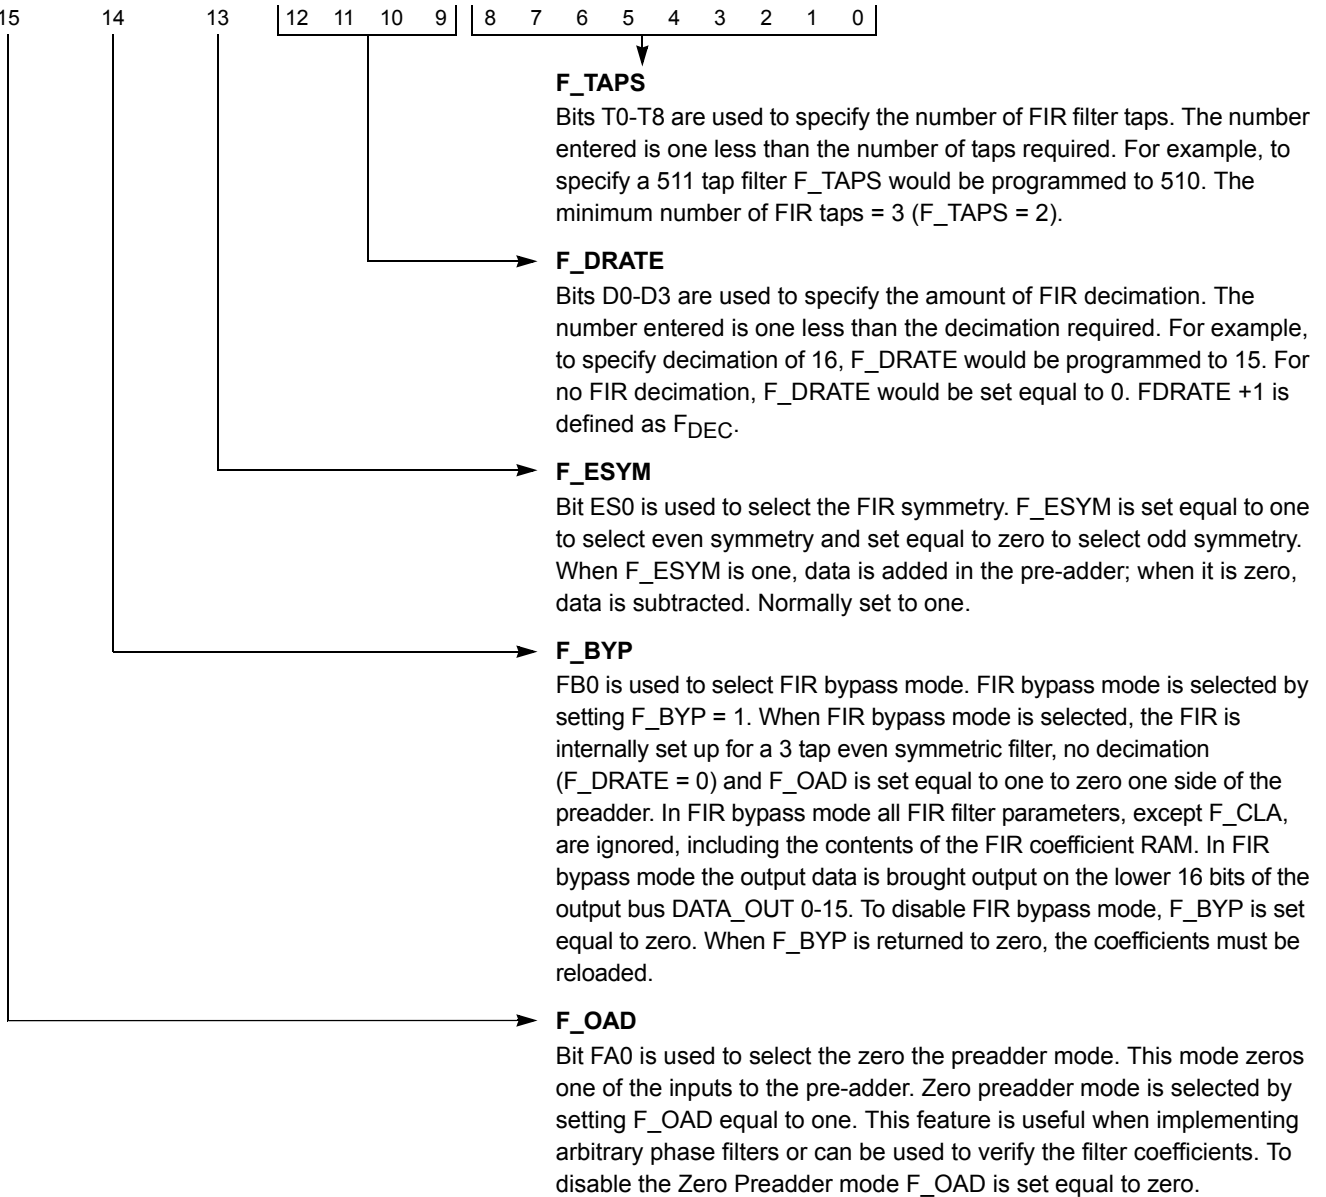 15 14 13 12 11 10 9 8 7 6 5 4 3 2 1 0
F_TAPS
Bits T0-T8 are used to specify the number of FIR filter taps. The number
entered is one less than the number of taps required. For example, to
specify a 511 tap filter F_TAPS would be programmed to 510. The
minimum number of FIR taps = 3 (F_TAPS = 2).
F_DRATE
Bits D0-D3 are used to specify the amount of FIR decimation. The
number entered is one less than the decimation required. For example,
to specify decimation of 16, F_DRATE would be programmed to 15. For
no FIR decimation, F_DRATE would be set equal to 0. FDRATE +1 is
defined as FDEC.
F_ESYM
Bit ES0 is used to select the FIR symmetry. F_ESYM is set equal to one
to select even symmetry and set equal to zero to select odd symmetry.
When F_ESYM is one, data is added in the pre-adder; when it is zero,
data is subtracted. Normally set to one.
F_BYP
FB0 is used to select FIR bypass mode. FIR bypass mode is selected by
setting F_BYP = 1. When FIR bypass mode is selected, the FIR is
internally set up for a 3 tap even symmetric filter, no decimation
(F_DRATE = 0) and F_OAD is set equal to one to zero one side of the
preadder. In FIR bypass mode all FIR filter parameters, except F_CLA,
are ignored, including the contents of the FIR coefficient RAM. In FIR
bypass mode the output data is brought output on the lower 16 bits of the
output bus DATA_OUT 0-15. To disable FIR bypass mode, F_BYP is set
equal to zero. When F_BYP is returned to zero, the coefficients must be
reloaded.
F_OAD
Bit FA0 is used to select the zero the preadder mode. This mode zeros
one of the inputs to the pre-adder. Zero preadder mode is selected by
setting F_OAD equal to one. This feature is useful when implementing
arbitrary phase filters or can be used to verify the filter coefficients. To
disable the Zero Preadder mode F_OAD is set equal to zero.